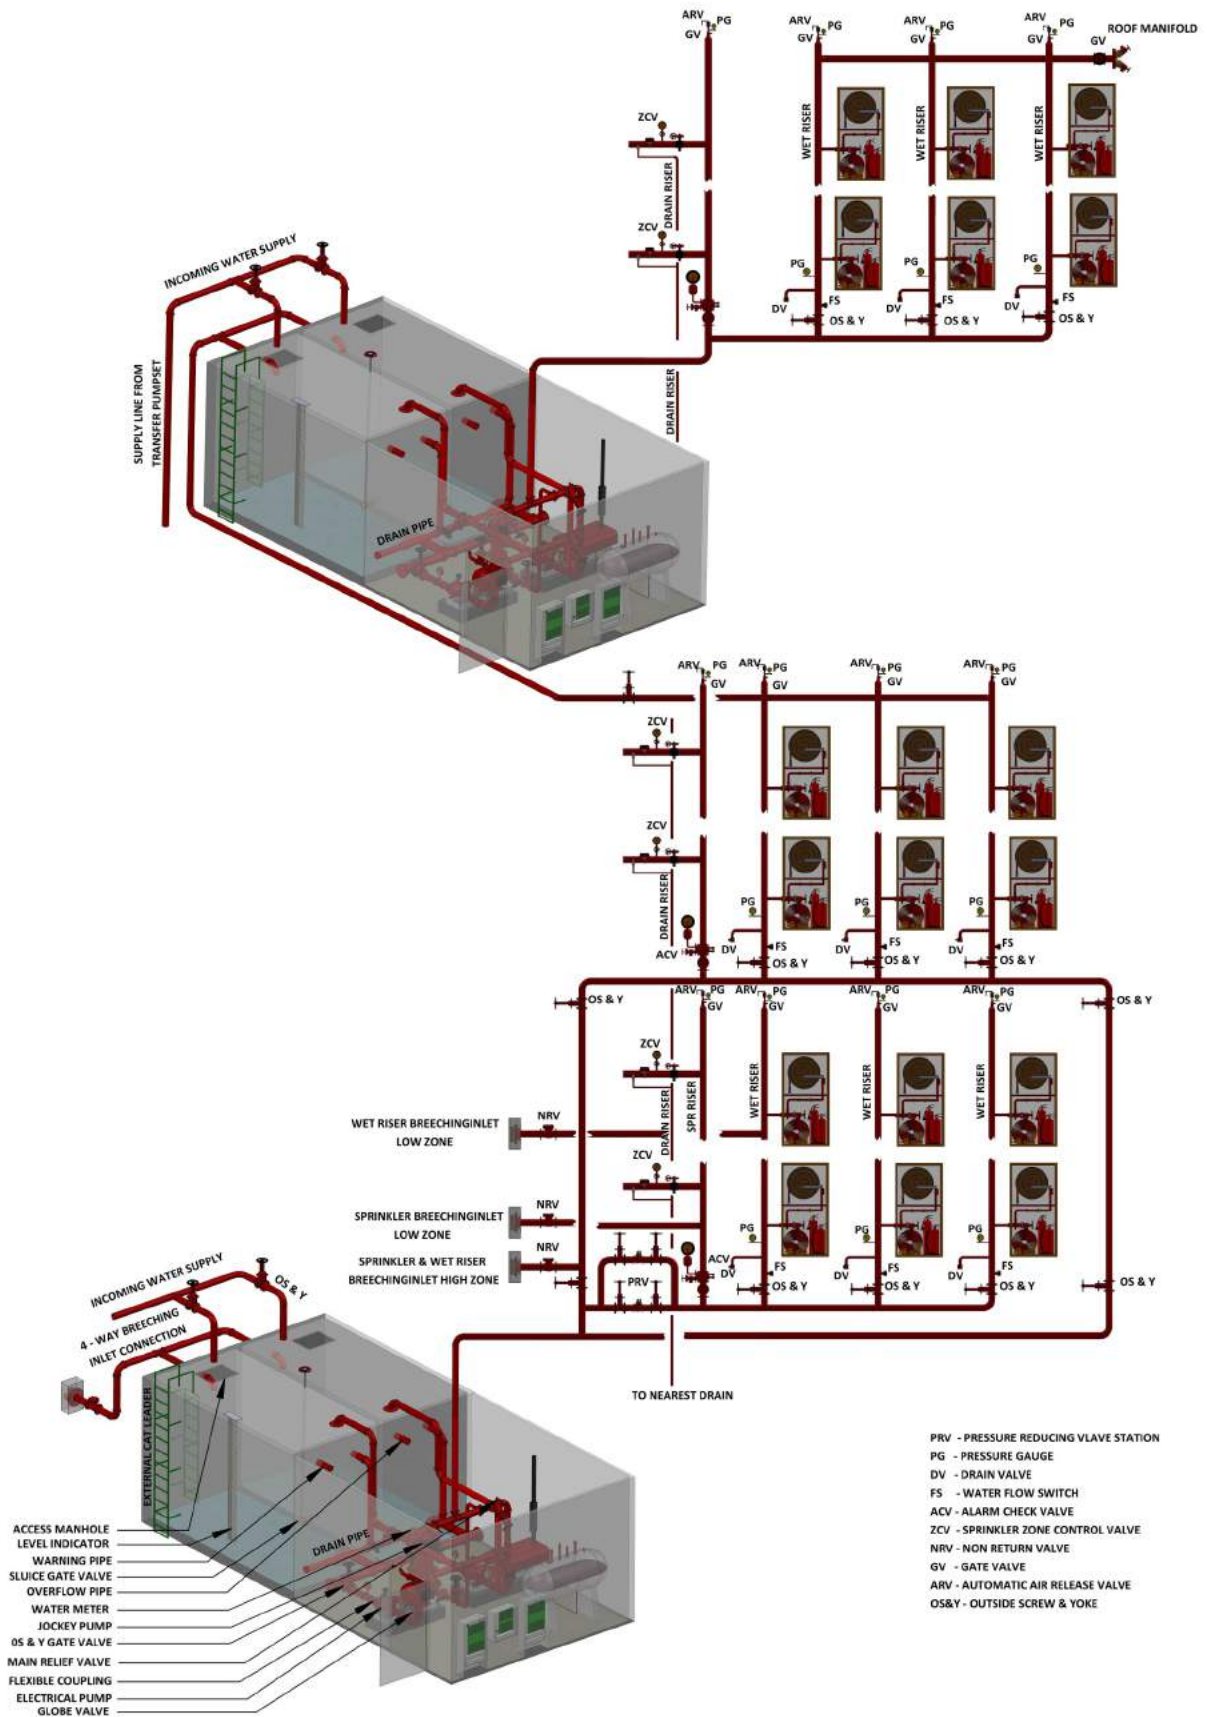 ARV
PG
GV
ARV
PG
GV
ARV
PG
GV
ARV
PG
GV
GV
ROOF MANIFOLD
ZCV
WET RISER
WET RISER
WET RISER
DRAIN RISER
ZCV
PG
PG
PG
DV
FS
OS & Y
DV
FS
OS & Y
DV
FS
OS & Y
INCOMING WATER SUPPLY
SUPPLY LINE FROM
TRANSFER PUMPSET
DRAIN RISER
DRAIN PIPE
ARV
PG
GV
ARV
PG
GV
ARV
PG
GV
ARV
PG
GV
ZCV
ZCV
DRAIN RISER
PG
PG
PG
ACV
DV
FS
OS & Y
DV
FS
OS & Y
DV
FS
OS & Y
OS & Y
ARV
PG
GV
ARV
PG
GV
ARV
PG
GV
ARV
PG
GV
OS & Y
ZCV
DRAIN RISER
SPR RISER
WET RISER
WET RISER
WET RISER
WET RISER BREECHINGINLET
LOW ZONE
NRV
ZCV
SPRINKLER BREECHINGINLET
LOW ZONE
NRV
SPRINKLER & WET RISER
BREECHINGINLET HIGH ZONE
NRV
PRV
PG
PG
PG
ACV
DV
FS
OS & Y
DV
FS
OS & Y
DV
FS
OS & Y
OS & Y
INCOMING WATER SUPPLY
OS & Y
4 - WAY BREECHING
INLET CONNECTION
TO NEAREST DRAIN
EXTERNAL CAT LEADER
DRAIN PIPE
ACCESS MANHOLE
LEVEL INDICATOR
WARNING PIPE
SLUICE GATE VALVE
OVERFLOW PIPE
WATER METER
JOCKEY PUMP
0S & Y GATE VALVE
MAIN RELIEF VALVE
FLEXIBLE COUPLING
ELECTRICAL PUMP
GLOBE VALVE
PRV - PRESSURE REDUCING VLAVE STATION
PG - PRESSURE GAUGE
DV - DRAIN VALVE
FS - WATER FLOW SWITCH
ACV - ALARM CHECK VALVE
ZCV - SPRINKLER ZONE CONTROL VALVE
NRV - NON RETURN VALVE
GV - GATE VALVE
ARV - AUTOMATIC AIR RELEASE VALVE
OS&Y - OUTSIDE SCREW & YOKE